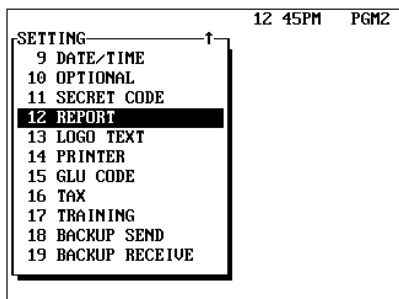 12 45PM PGM2
SETTING ↑
9 DATE/TIME
10 OPTIONAL
11 SECRET CODE
12 REPORT
13 LOGO TEXT
14 PRINTER
15 GLU CODE
16 TAX
17 TRAINING
18 BACKUP SEND
19 BACKUP RECEIVE